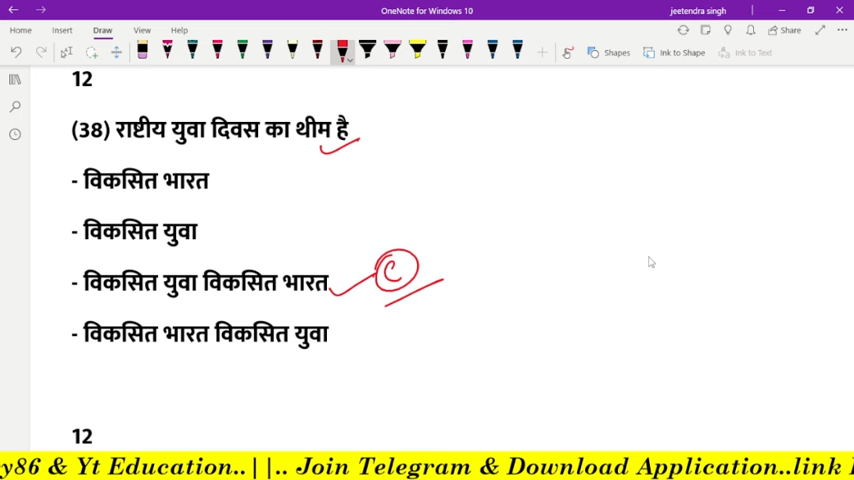 OneNote for Windows 10
jeetendra singh
Home Insert Draw View Help
Share
Shapes Ink to Shape Ink to Text
12
(38) राष्टीय युवा दिवस का थीम है
- विकसित भारत
- विकसित युवा
- विकसित युवा विकसित भारत
C
- विकसित भारत विकसित युवा
12
y86 & Yt Education..||.. Join Telegram & Download Application..link